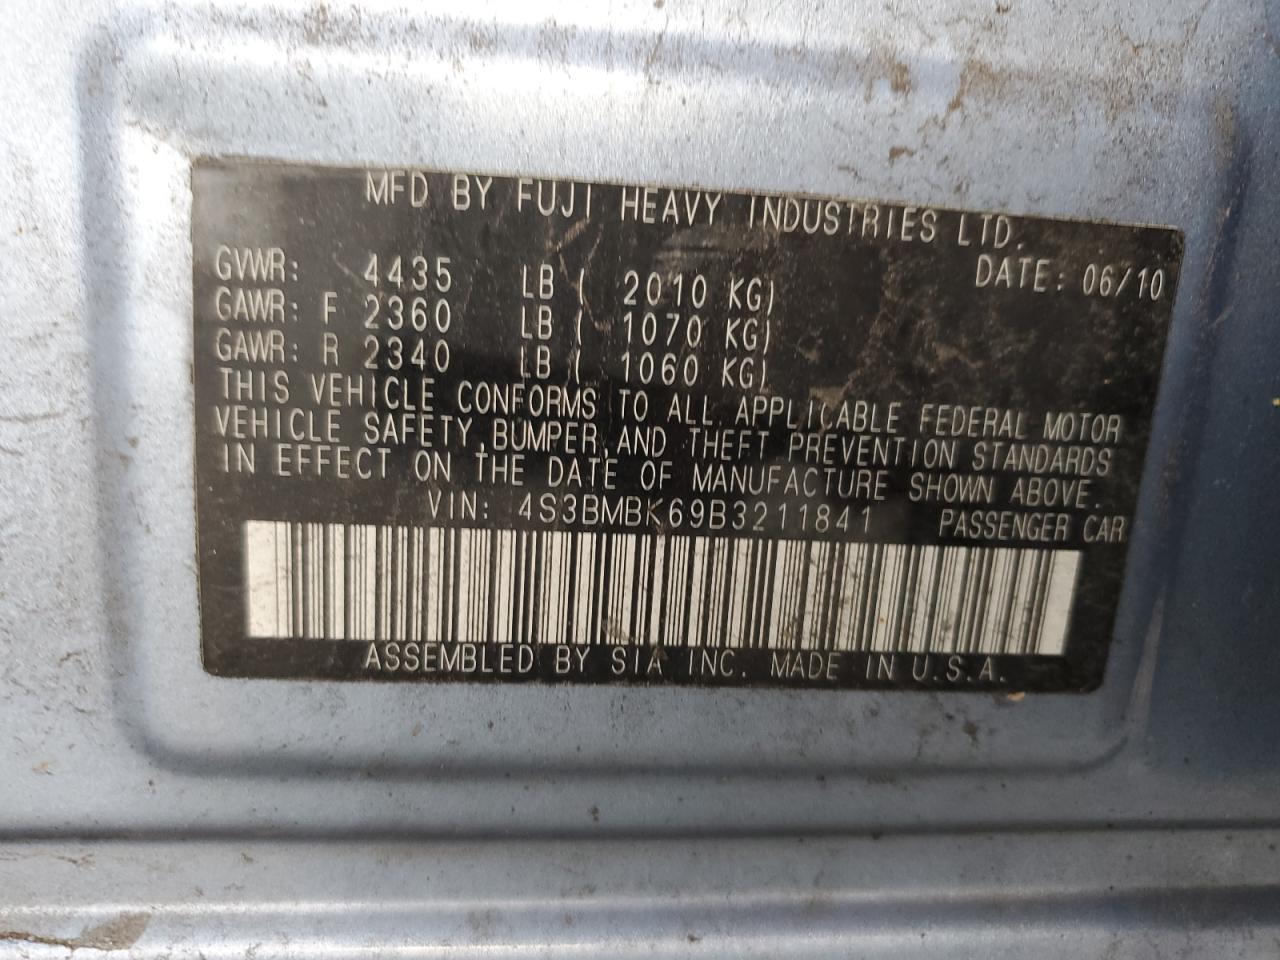 MFD BY FUJI HEAVY INDUSTRIES LTD.
DATE: 06/10
GVWR: 4435 LB ( 2010 KG)
GAWR: F 2360 LB ( 1070 KG)
GAWR: R 2340 LB ( 1060 KG)
THIS VEHICLE CONFORMS TO ALL APPLICABLE FEDERAL MOTOR
VEHICLE SAFETY,BUMPER,AND THEFT PREVENTION STANDARDS
IN EFFECT ON THE DATE OF MANUFACTURE SHOWN ABOVE.
VIN: 4S3BMBK69B3211841 PASSENGER CAR
ASSEMBLED BY SIA INC. MADE IN U.S.A.